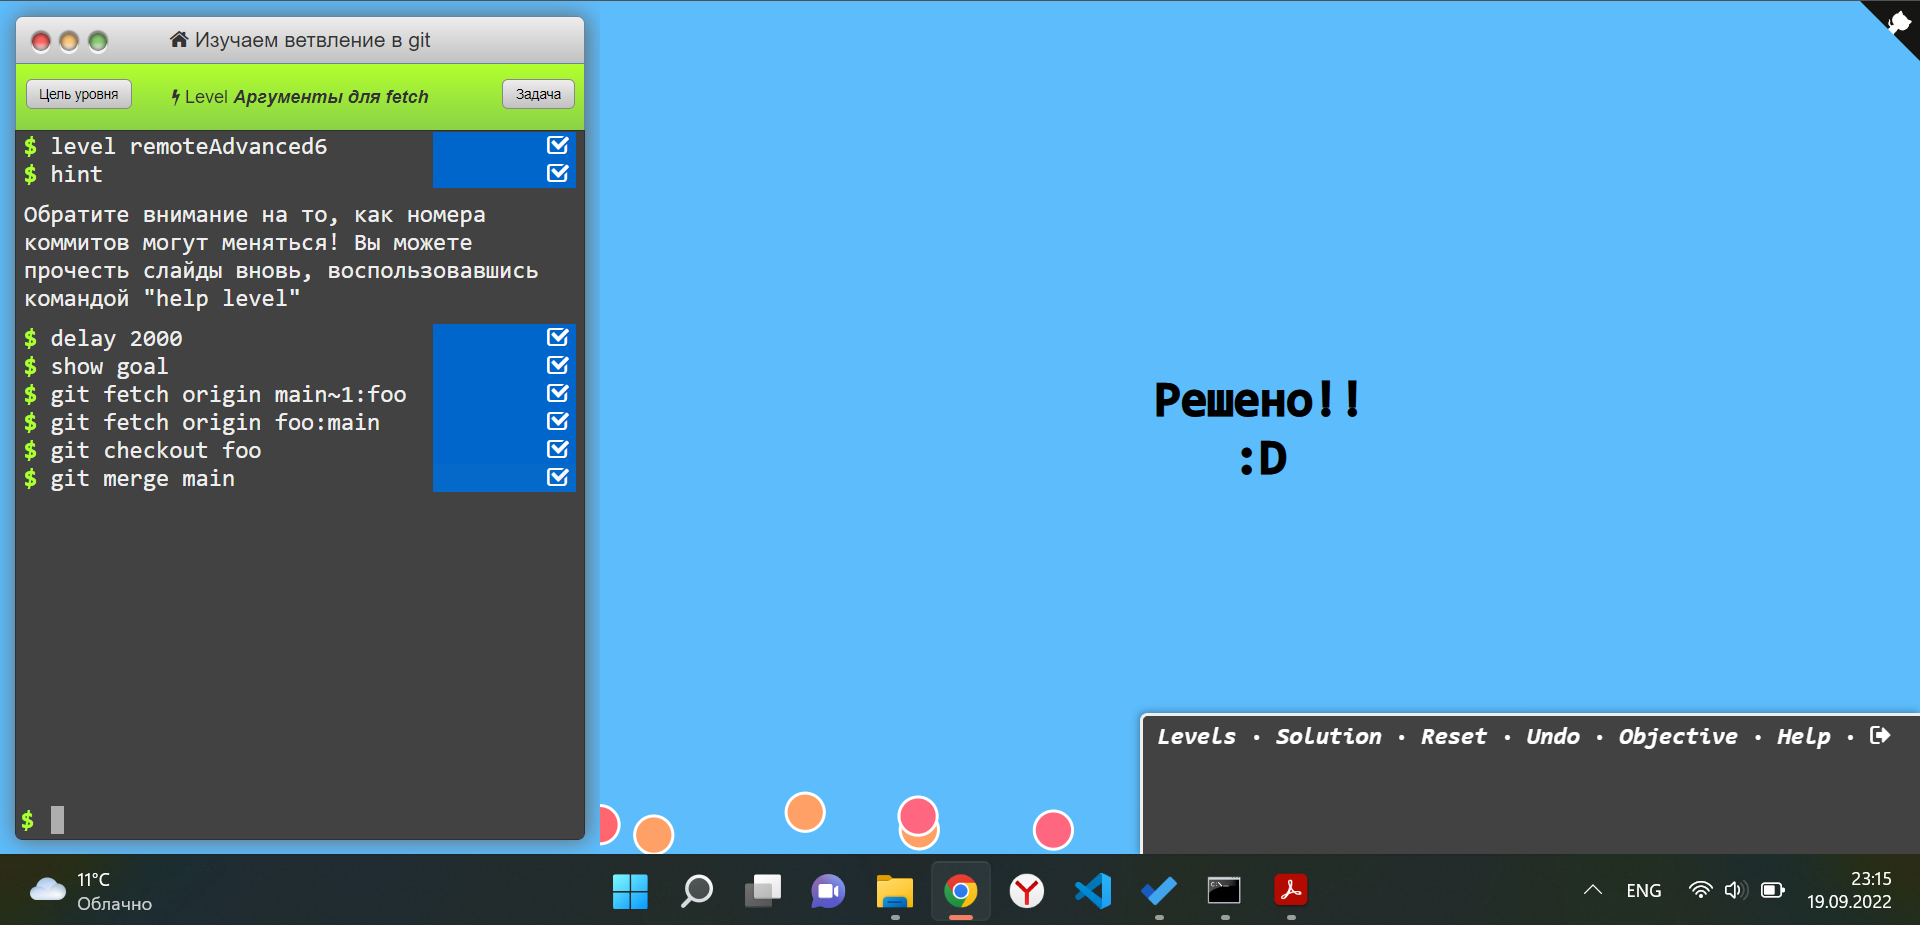 Изучаем ветвление в git
Цель уровня
Level Аргументы для fetch
Задача
$ level remoteAdvanced6
$ hint
Обратите внимание на то, как номера
коммитов могут меняться! Вы можете
прочесть слайды вновь, воспользовавшись
командой "help level"
$ delay 2000
$ show goal
$ git fetch origin main~1:foo
$ git fetch origin foo:main
$ git checkout foo
$ git merge main
$
Решено!!
:D
Levels · Solution · Reset · Undo · Objective · Help ·
11°C
Облачно
ENG
23:15
19.09.2022